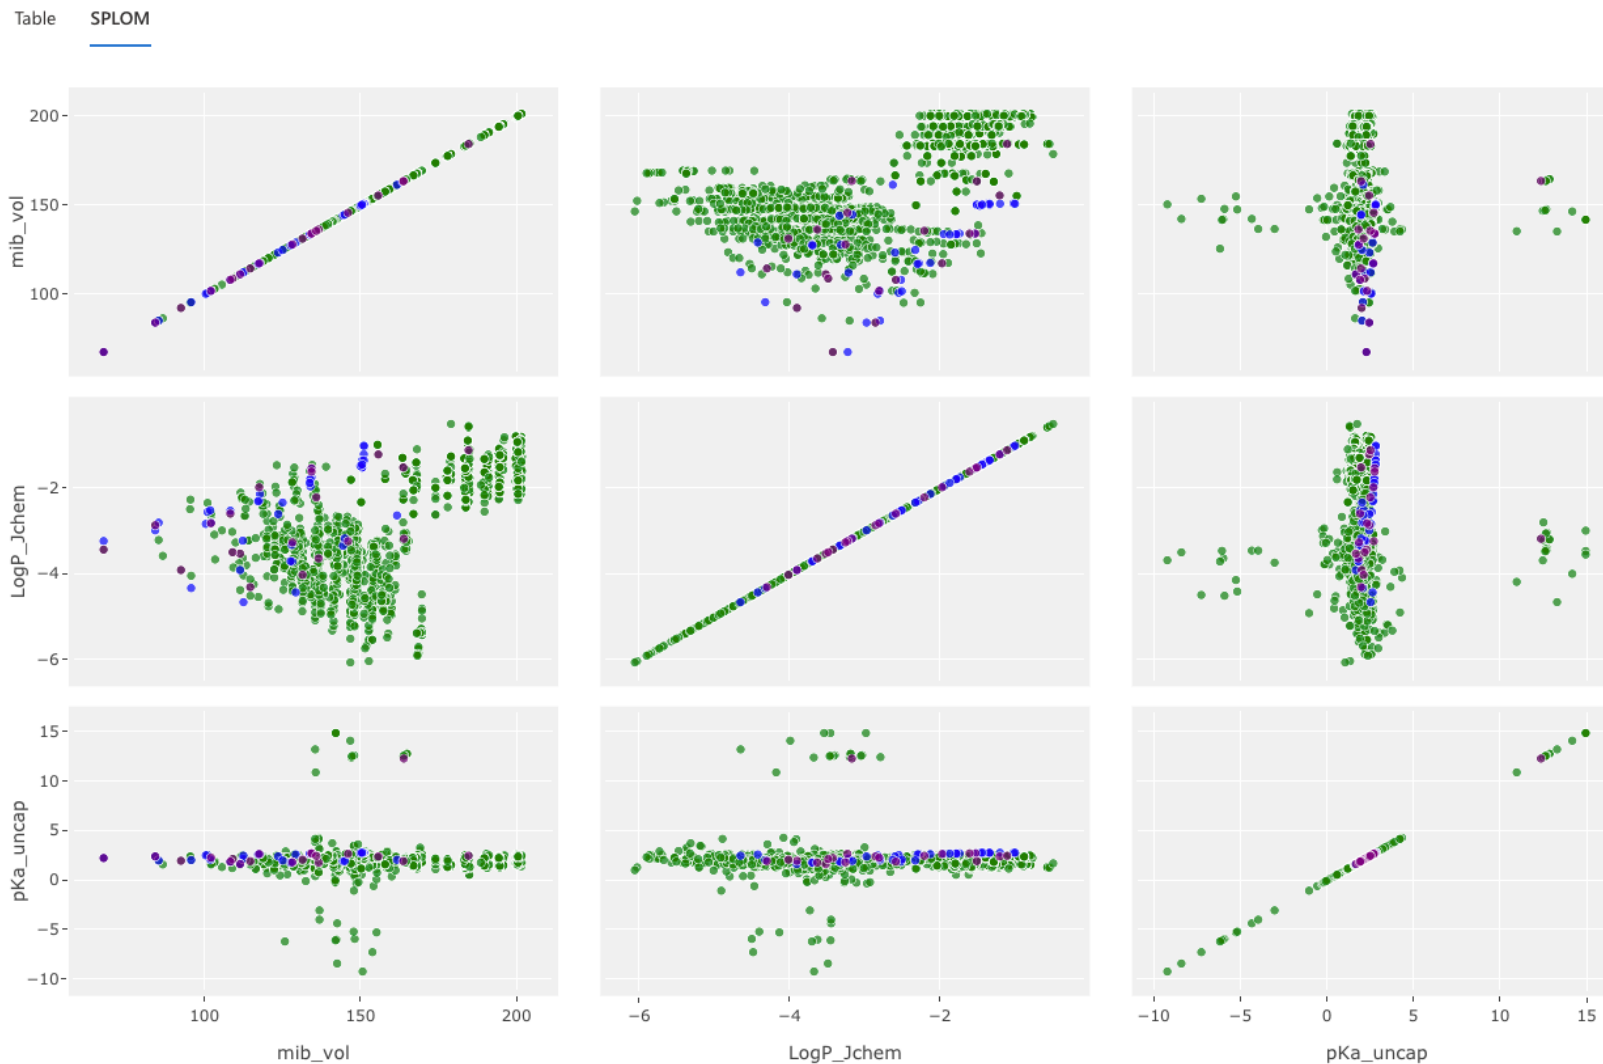 Table SPLOM
200
150
100
mib_vol
−2
−4
−6
LogP_Jchem
15
10
5
0
−5
−10
pKa_uncap
100 150 200 −6 −4 −2 −10 −5 0 5 10 15
mib_vol LogP_Jchem pKa_uncap